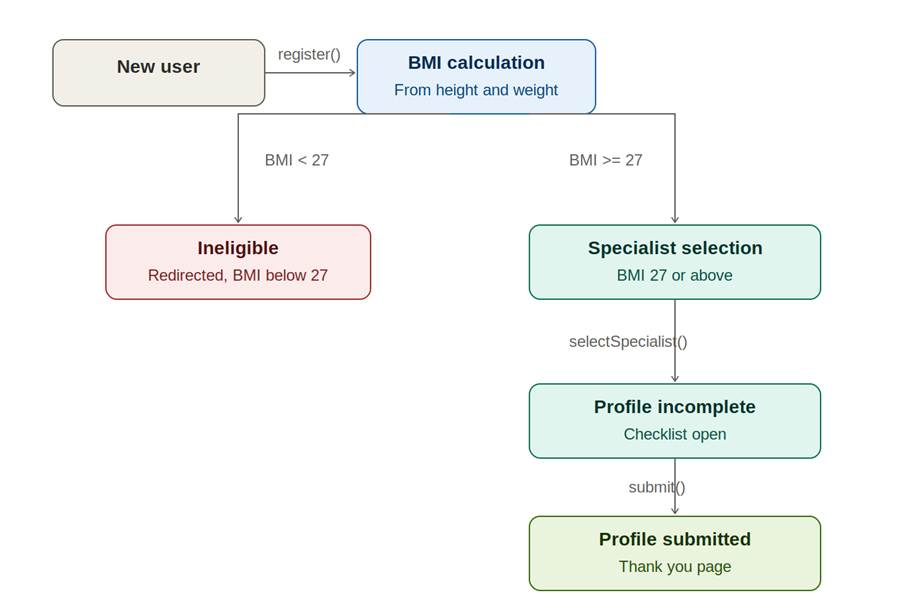 New user
register()
BMI calculation
From height and weight
BMI < 27
BMI >= 27
Ineligible
Redirected, BMI below 27
Specialist selection
BMI 27 or above
selectSpecialist()
Profile incomplete
Checklist open
submit()
Profile submitted
Thank you page